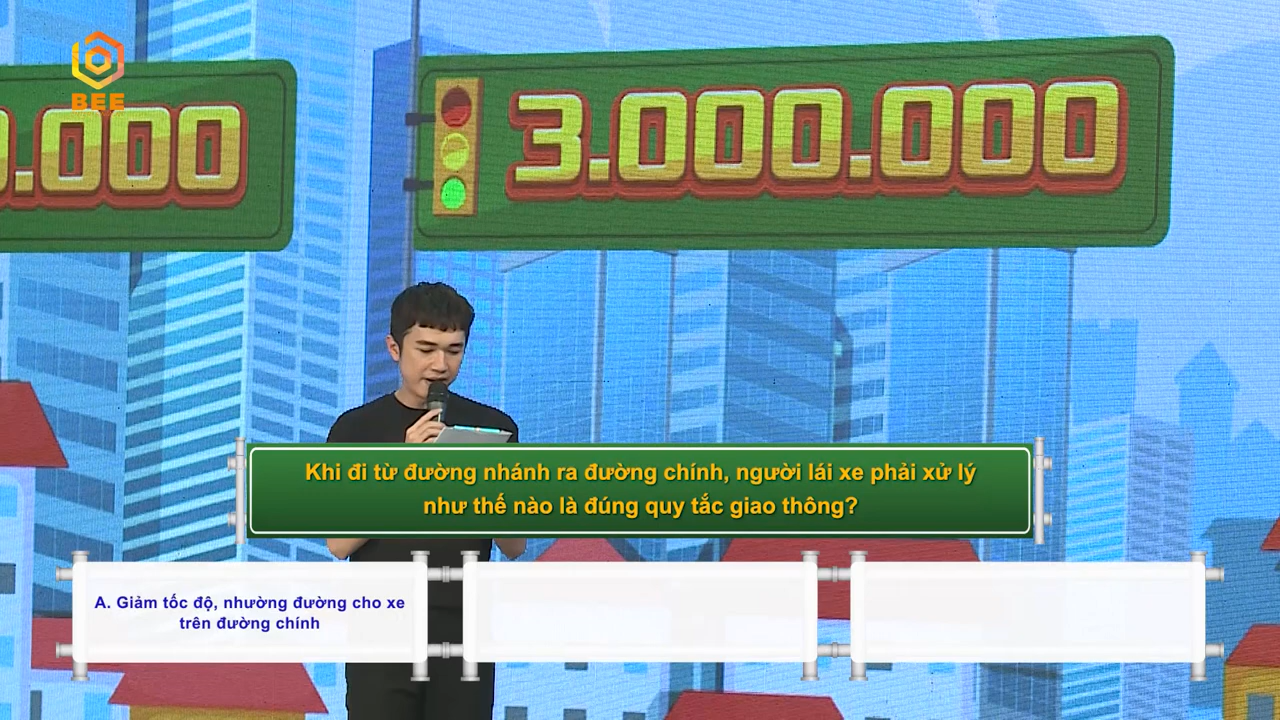 BEE
0.000
3.000.000
Khi đi từ đường nhánh ra đường chính, người lái xe phải xử lý
như thế nào là đúng quy tắc giao thông?
A. Giảm tốc độ, nhường đường cho xe
trên đường chính